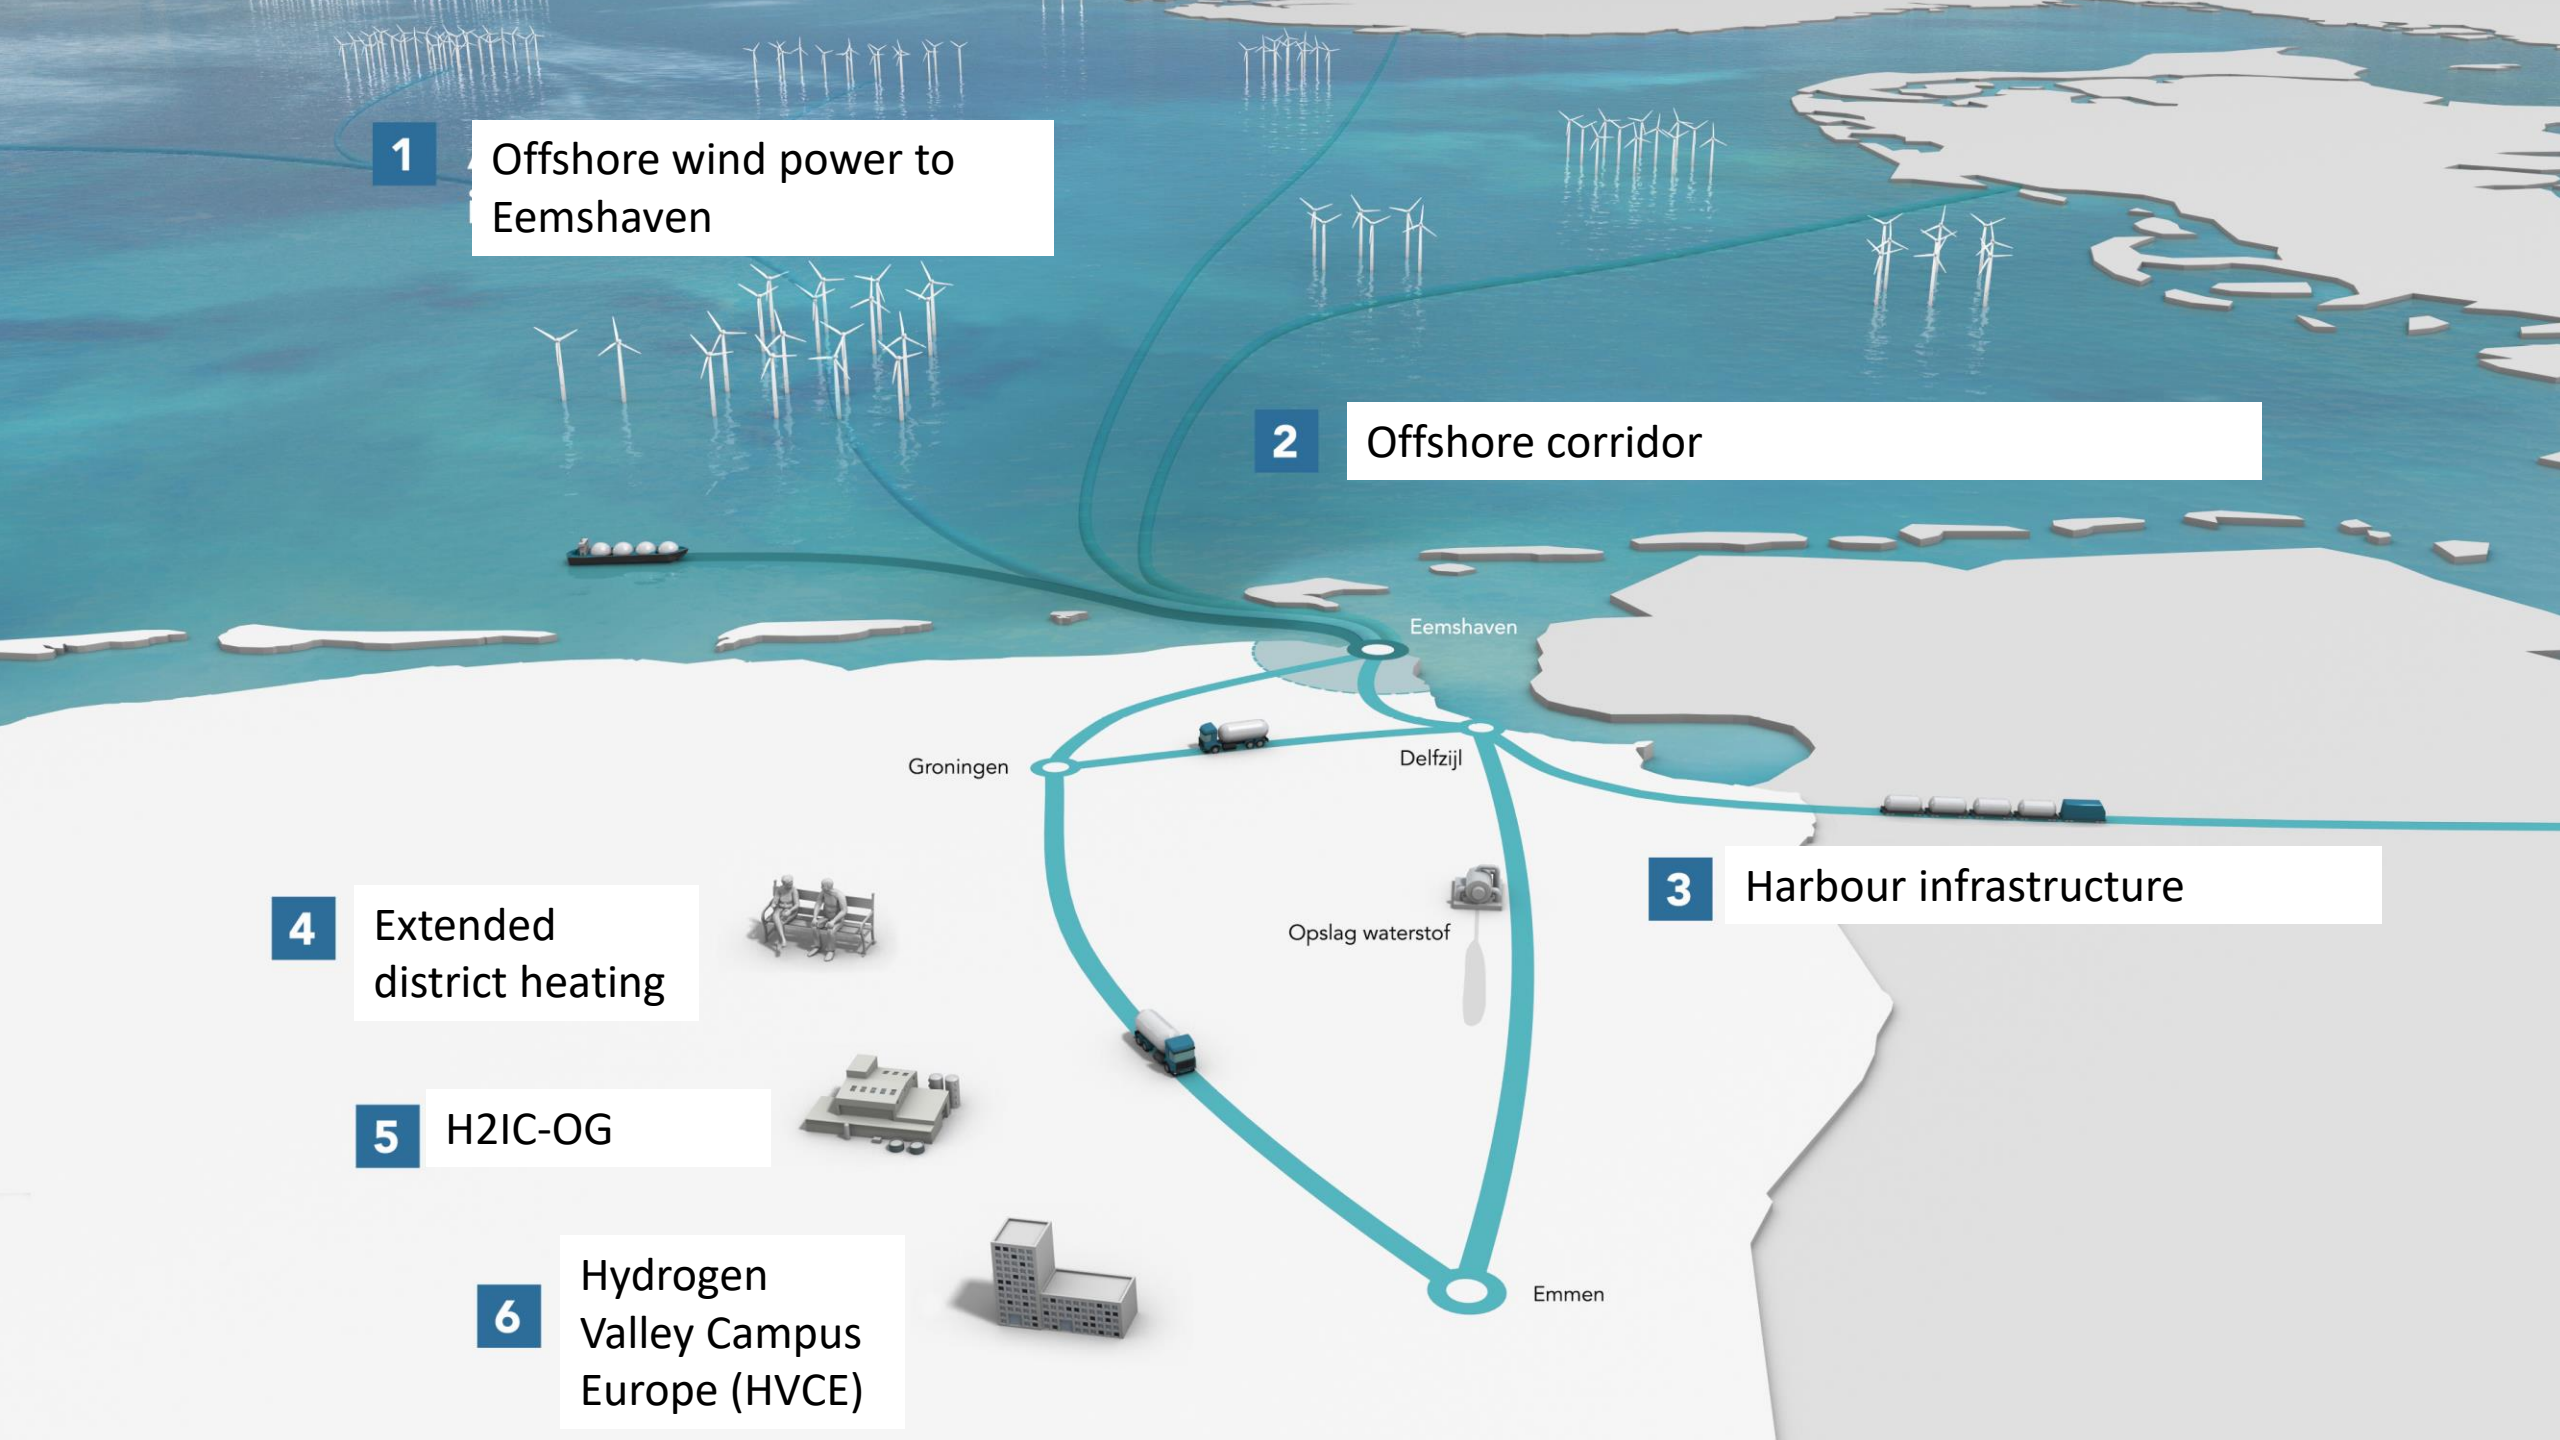 1
Offshore wind power to
Eemshaven
2
Offshore corridor
Eemshaven
Groningen
Delfzijl
3
Harbour infrastructure
4
Extended
district heating
Opslag waterstof
5
H2IC-OG
6
Hydrogen
Valley Campus
Europe (HVCE)
Emmen